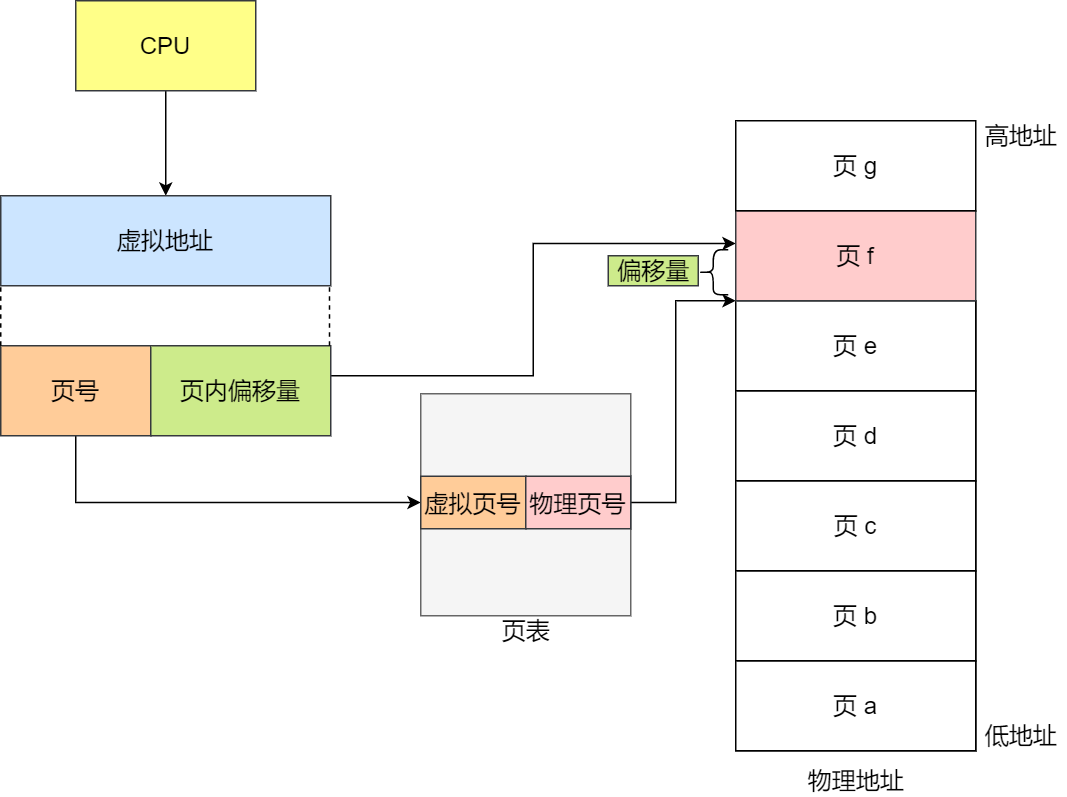 CPU
高地址
页 g
虚拟地址
页 f
偏移量
页 e
页号
页内偏移量
页 d
虚拟页号
物理页号
页 c
页 b
页表
页 a
低地址
物理地址